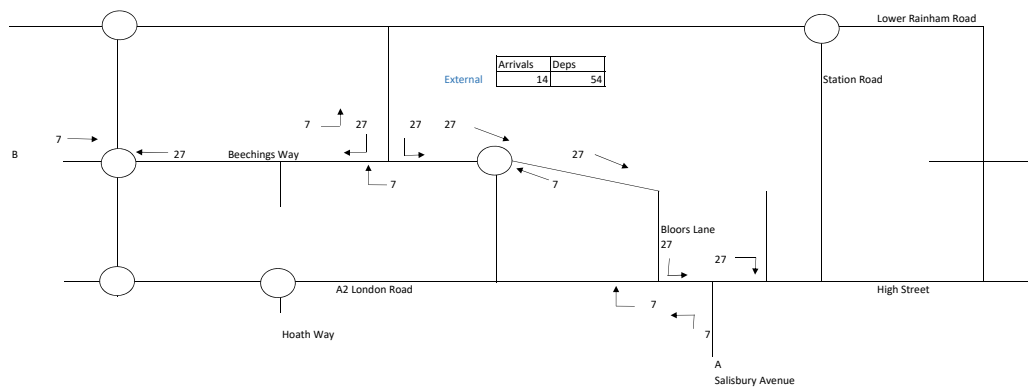 Lower Rainham Road
Arrivals Deps
External 14 54
Station Road
7 27 27 27
7
27
B
Beechings Way
27
7
7
Bloors Lane
27
27
A2 London Road
High Street
7
7
Hoath Way
A
Salisbury Avenue